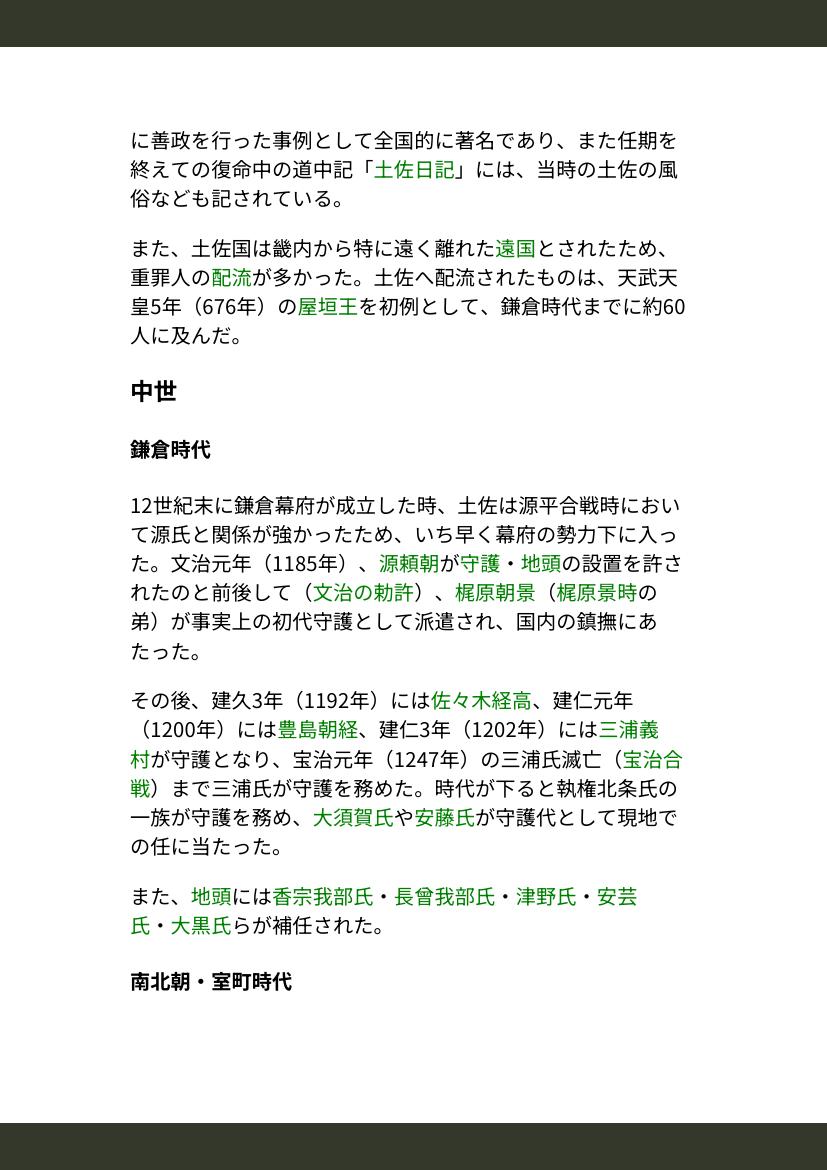 に善政を行った事例として全国的に著名であり、また任期を
終えての復命中の道中記「土佐日記」には、当時の土佐の風
俗なども記されている。
また、土佐国は畿内から特に遠く離れた遠国とされたため、
重罪人の配流が多かった。土佐へ配流されたものは、天武天
皇5年（676年）の屋垣王を初例として、鎌倉時代までに約60
人に及んだ。
中世
鎌倉時代
12世紀末に鎌倉幕府が成立した時、土佐は源平合戦時におい
て源氏と関係が強かったため、いち早く幕府の勢力下に入っ
た。文治元年（1185年）、源頼朝が守護・地頭の設置を許さ
れたのと前後して（文治の勅許）、梶原朝景（梶原景時の
弟）が事実上の初代守護として派遣され、国内の鎮撫にあ
たった。
その後、建久3年（1192年）には佐々木経高、建仁元年
（1200年）には豊島朝経、建仁3年（1202年）には三浦義
村が守護となり、宝治元年（1247年）の三浦氏滅亡（宝治合
戦）まで三浦氏が守護を務めた。時代が下ると執権北条氏の
一族が守護を務め、大須賀氏や安藤氏が守護代として現地で
の任に当たった。
また、地頭には香宗我部氏・長曾我部氏・津野氏・安芸
氏・大黒氏らが補任された。
南北朝・室町時代